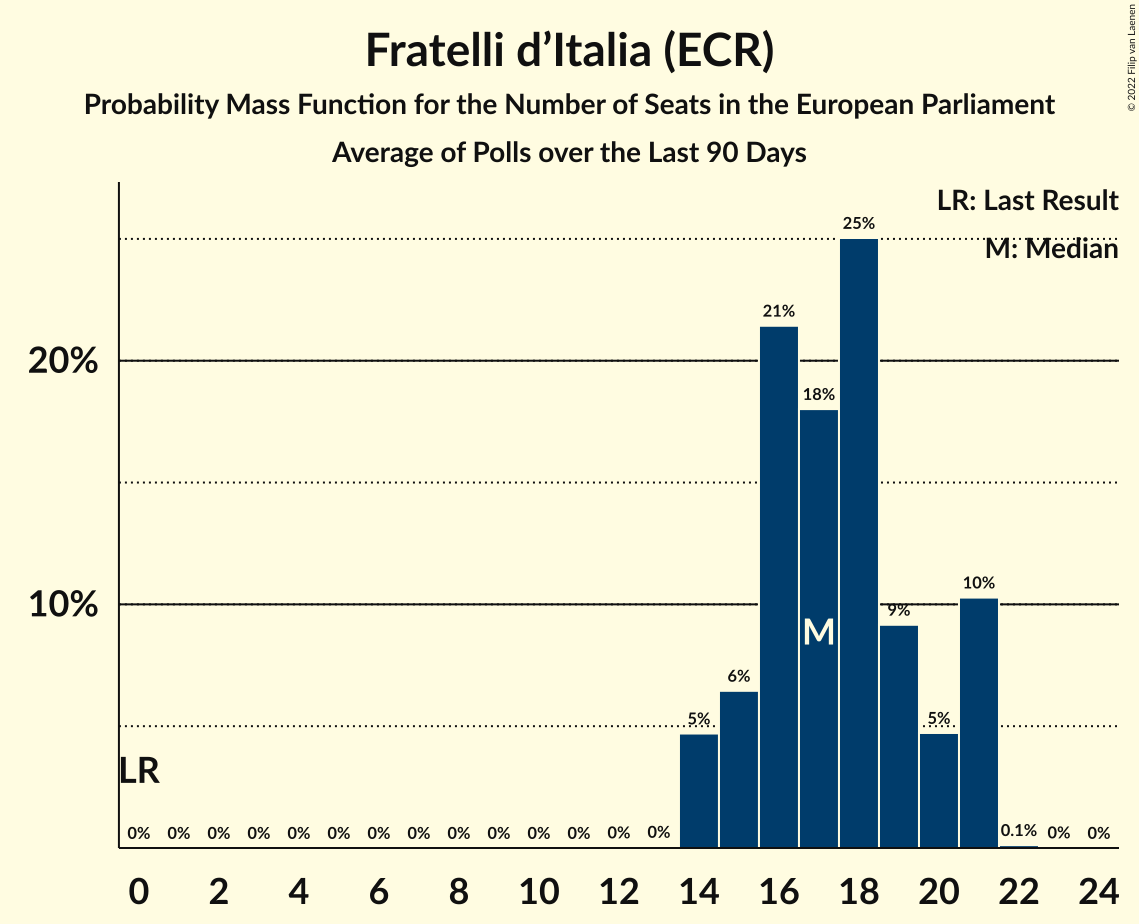 Fratelli d’Italia (ECR)
Probability Mass Function for the Number of Seats in the European Parliament
Average of Polls over the Last 90 Days
© 2022 Filip van Laenen
LR: Last Result
M: Median
25%
21%
20%
18%
10%
10%
9%
M
6%
5%
5%
LR
0% 0% 0% 0% 0% 0% 0% 0% 0% 0% 0% 0% 0% 0% 0.1% 0% 0%
0 2 4 6 8 10 12 14 16 18 20 22 24